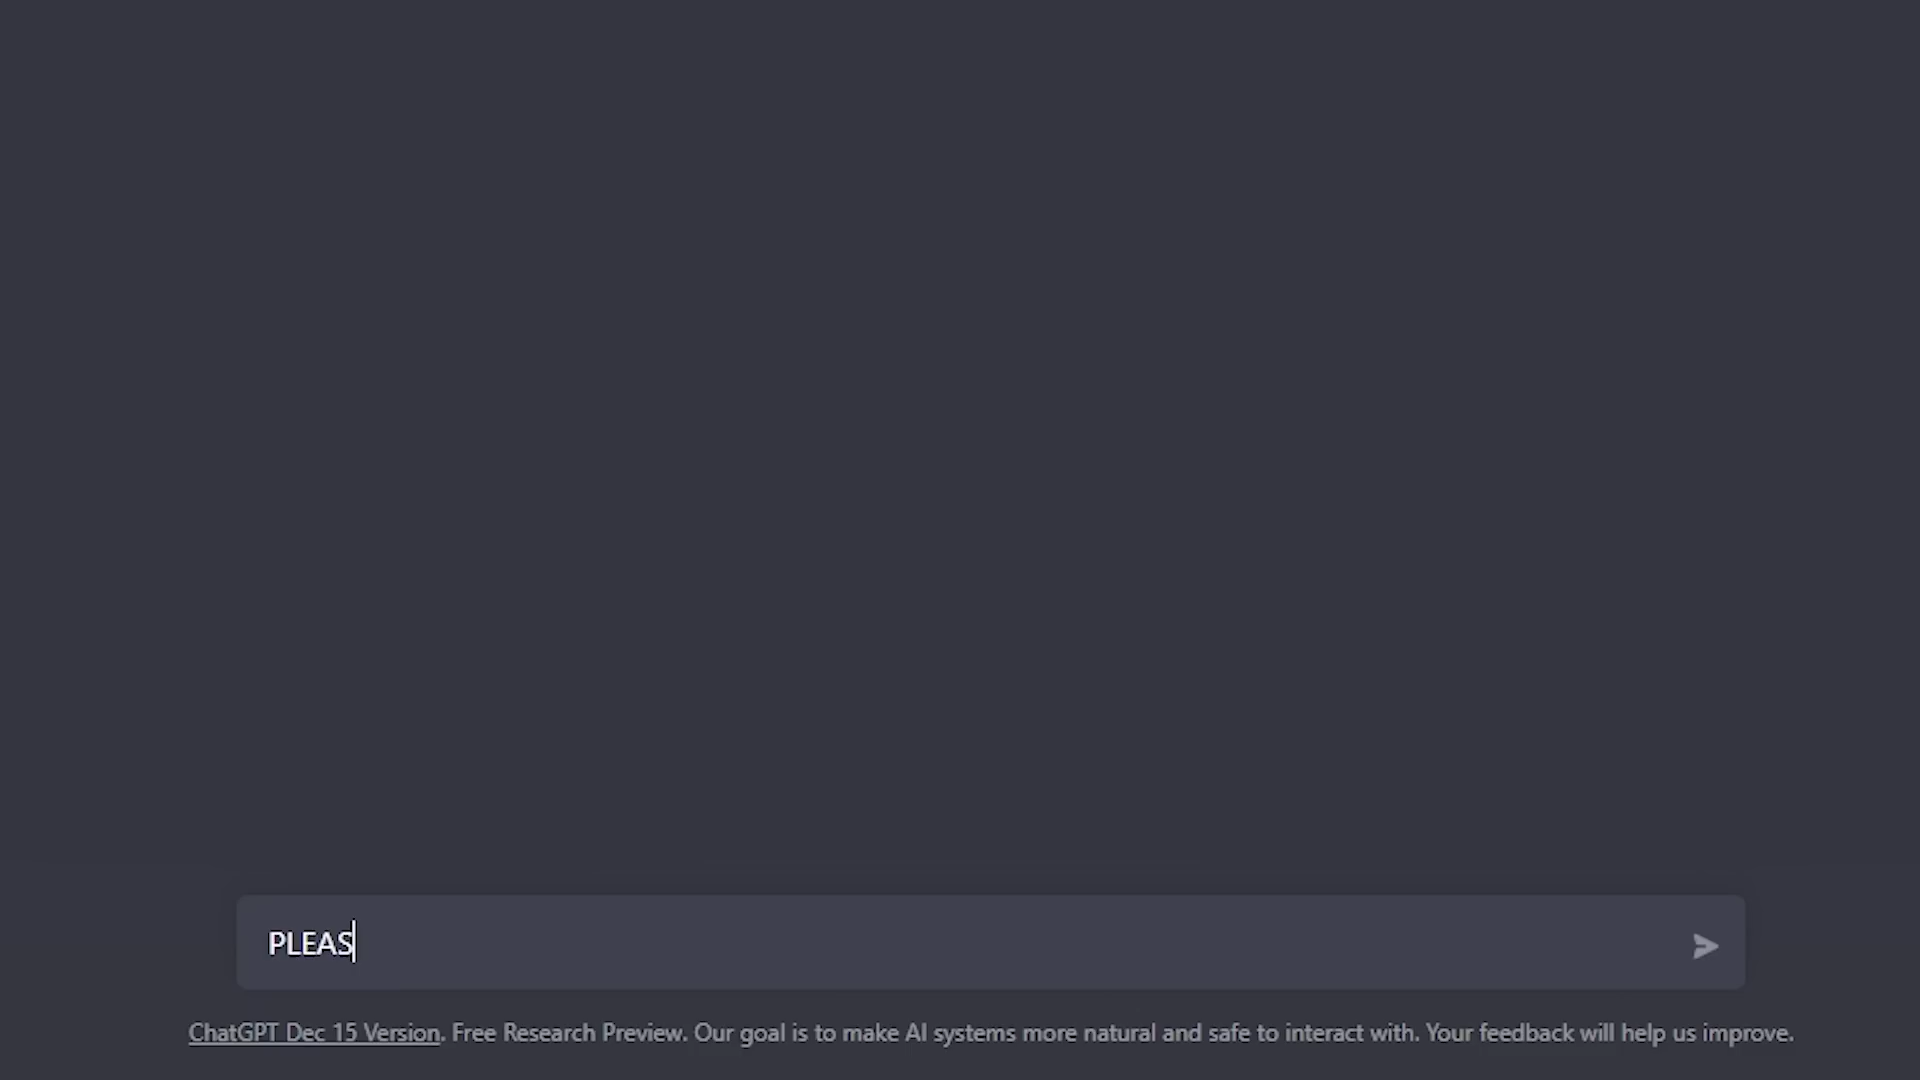 PLEAS
ChatGPT Dec 15 Version. Free Research Preview. Our goal is to make AI systems more natural and safe to interact with. Your feedback will help us improve.